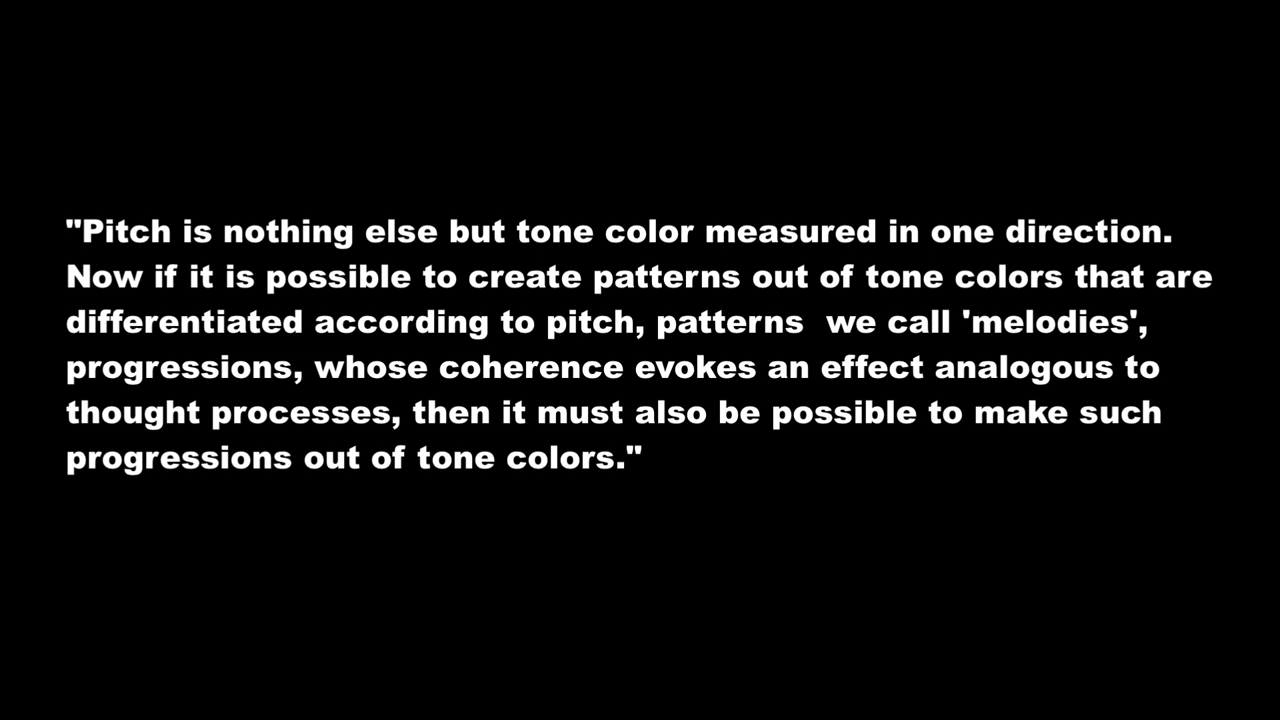 "Pitch is nothing else but tone color measured in one direction.
Now if it is possible to create patterns out of tone colors that are
differentiated according to pitch, patterns  we call 'melodies',
progressions, whose coherence evokes an effect analogous to
thought processes, then it must also be possible to make such
progressions out of tone colors."